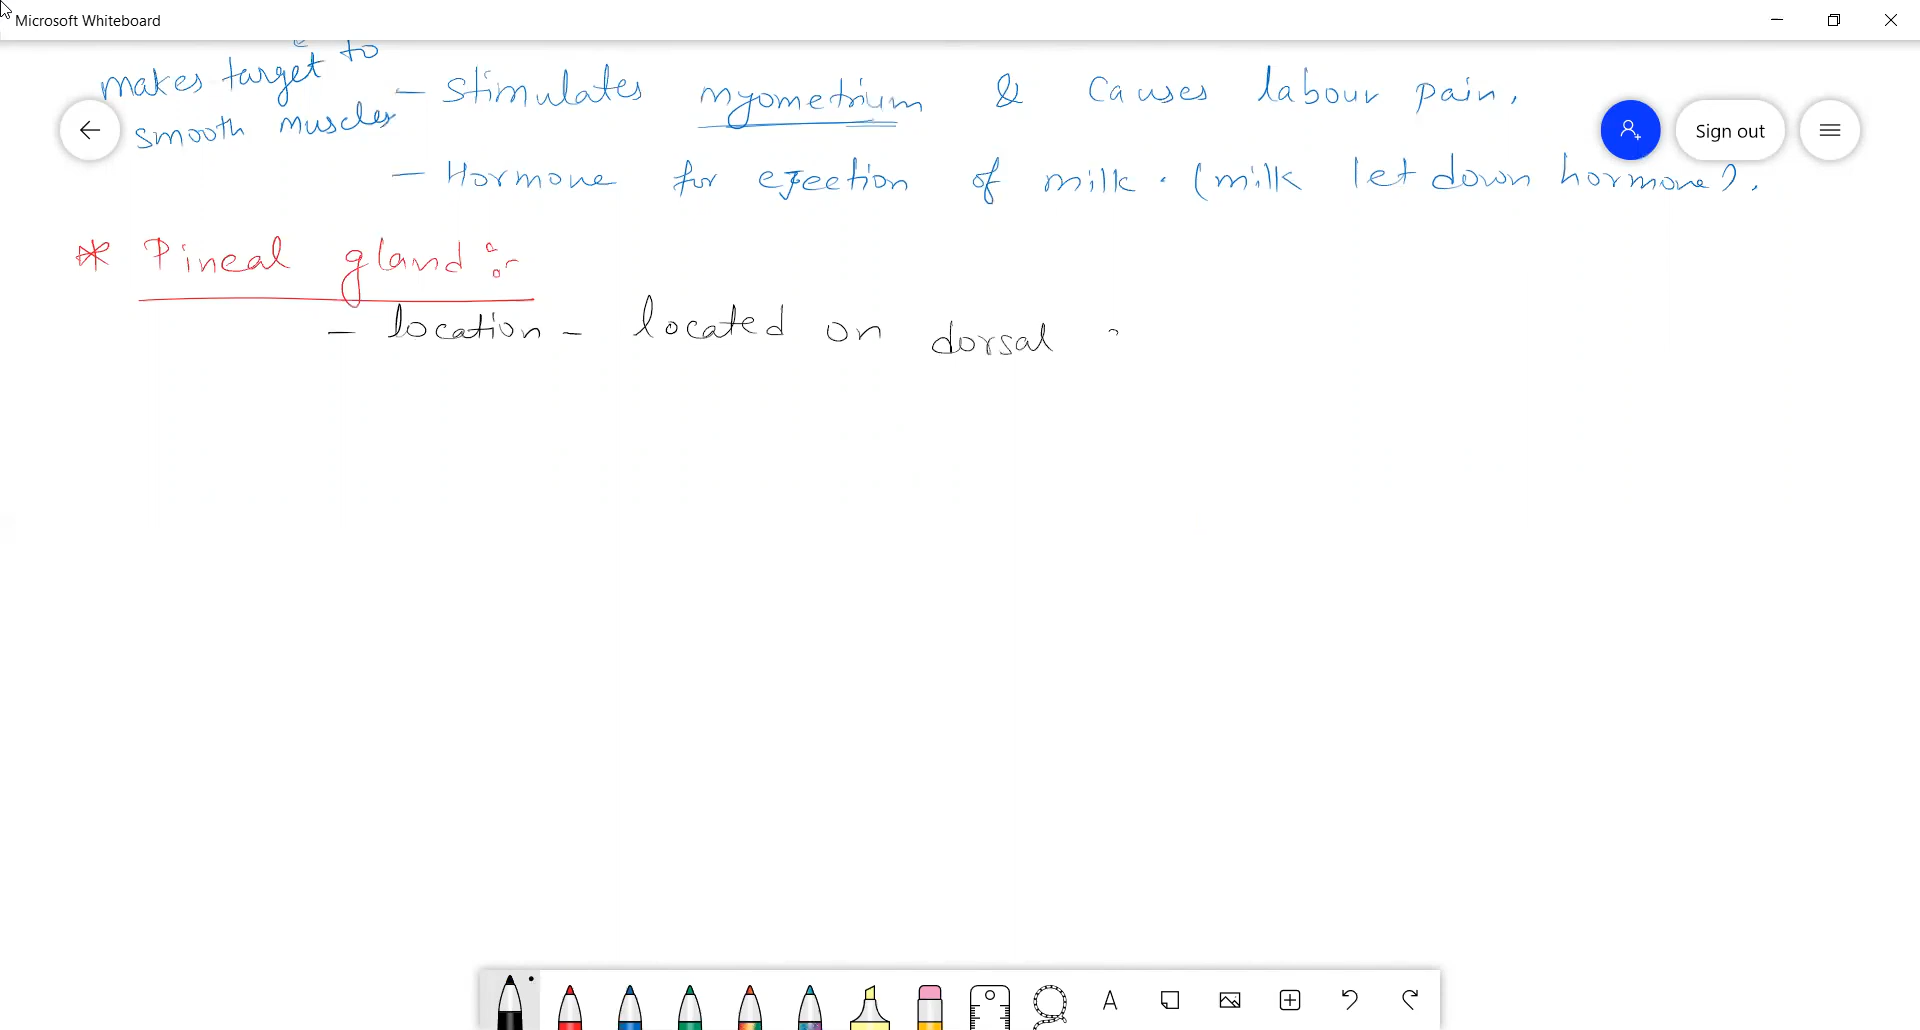 Microsoft Whiteboard
makes target to
smooth muscles
- Stimulates myometrium & causes labour pain.
Sign out
- Hormone for ejection of milk. (milk let down hormone).
* Pineal gland :-
- location - located on dorsal